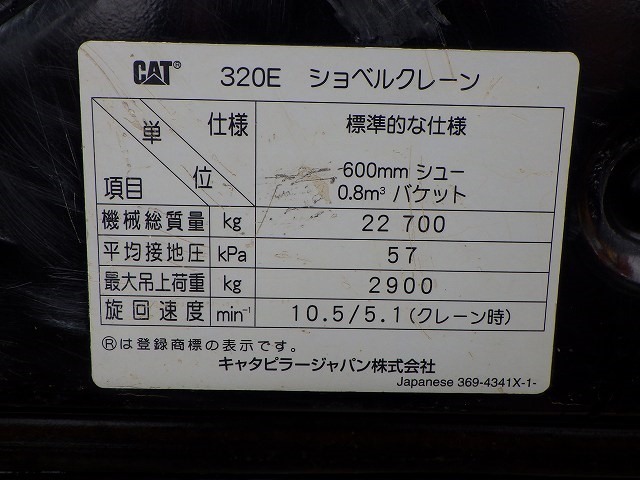 CAT® 320E ショベルクレーン
単位 仕様 標準的な仕様
項目 600mm シュー
0.8m³ バケット
機械総質量 kg 22 700
平均接地圧 kPa 57
最大吊上荷重 kg 2900
旋回速度 min⁻¹ 10.5/5.1(クレーン時)
Ⓡは登録商標の表示です。
キャタピラージャパン株式会社
Japanese 369-4341X-1-